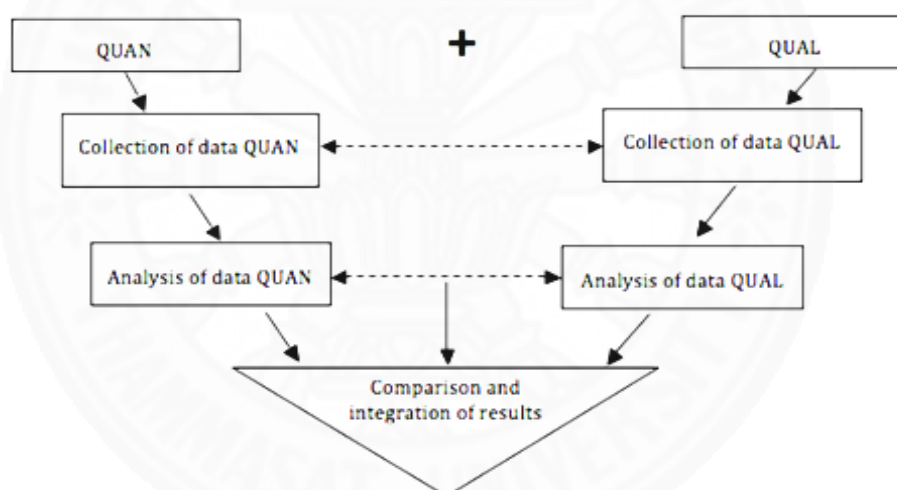 QUAN
+
QUAL
Collection of data QUAN
Collection of data QUAL
Analysis of data QUAN
Analysis of data QUAL
Comparison and
integration of results